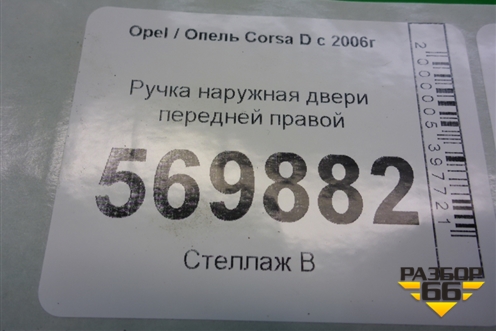 Opel / Опель Corsa D с 2006г
Ручка наружная двери
передней правой
569882
Стеллаж В
2000005397721
РАЗБОР
66